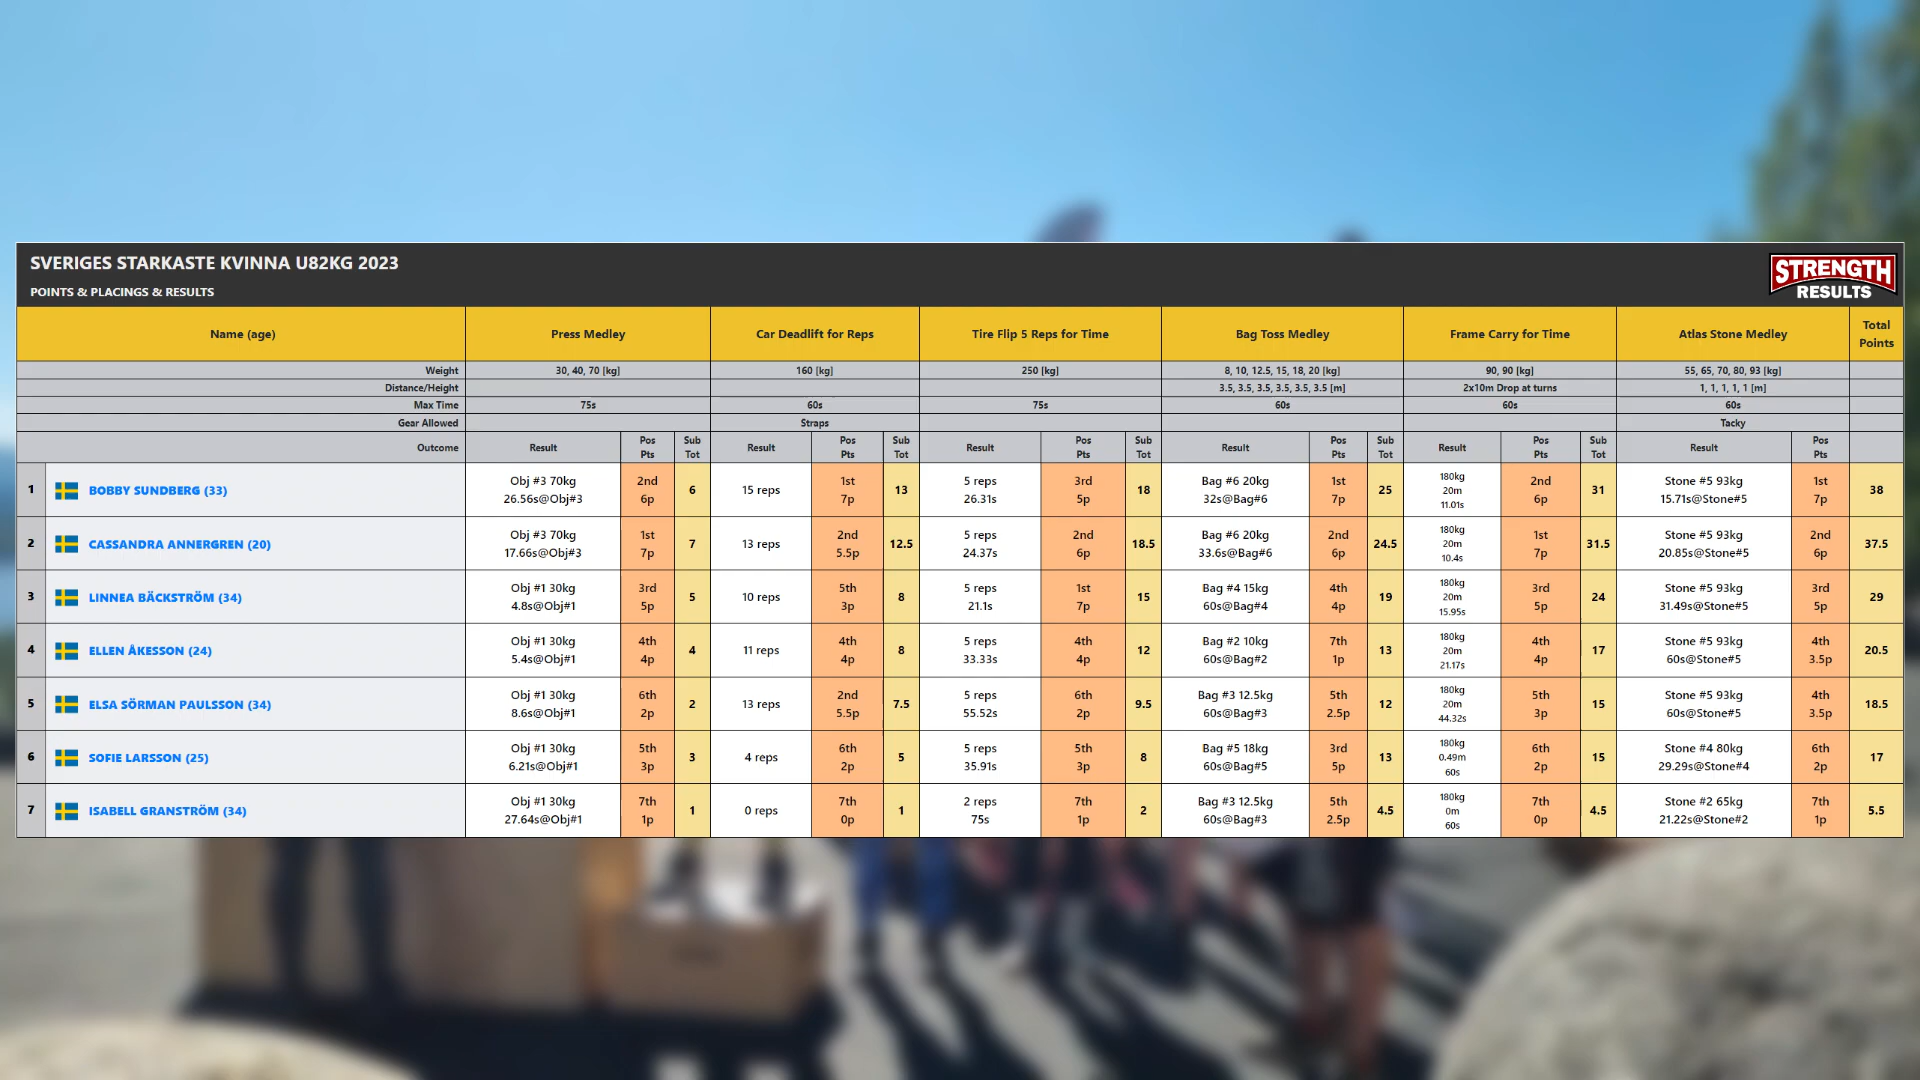 SVERIGES STARKASTE KVINNA U82KG 2023
POINTS & PLACINGS & RESULTS
STRENGTH
RESULTS
Name (age) Press Medley Car Deadlift for Reps Tire Flip 5 Reps for Time Bag Toss Medley Frame Carry for Time Atlas Stone Medley Total Points
Weight 30, 40, 70 [kg] 160 [kg] 250 [kg] 8, 10, 12.5, 15, 18, 20 [kg] 90, 90 [kg] 55, 65, 70, 80, 93 [kg]
Distance/Height 3.5, 3.5, 3.5, 3.5, 3.5, 3.5 [m] 2x10m Drop at turns 1, 1, 1, 1, 1 [m]
Max Time 75s 60s 75s 60s 60s 60s
Gear Allowed Straps Tacky
Outcome Result Pos Pts Sub Tot Result Pos Pts Sub Tot Result Pos Pts Sub Tot Result Pos Pts Sub Tot Result Pos Pts Sub Tot Result Pos Pts
1 BOBBY SUNDBERG (33) Obj #3 70kg 26.56s@Obj#3 2nd 6p 6 15 reps 1st 7p 13 5 reps 26.31s 3rd 5p 18 Bag #6 20kg 32s@Bag#6 1st 7p 25 180kg 20m 11.01s 2nd 6p 31 Stone #5 93kg 15.71s@Stone#5 1st 7p 38
2 CASSANDRA ANNERGREN (20) Obj #3 70kg 17.66s@Obj#3 1st 7p 7 13 reps 2nd 5.5p 12.5 5 reps 24.37s 2nd 6p 18.5 Bag #6 20kg 33.6s@Bag#6 2nd 6p 24.5 180kg 20m 10.4s 1st 7p 31.5 Stone #5 93kg 20.85s@Stone#5 2nd 6p 37.5
3 LINNEA BÄCKSTRÖM (34) Obj #1 30kg 4.8s@Obj#1 3rd 5p 5 10 reps 5th 3p 8 5 reps 21.1s 1st 7p 15 Bag #4 15kg 60s@Bag#4 4th 4p 19 180kg 20m 15.95s 3rd 5p 24 Stone #5 93kg 31.49s@Stone#5 3rd 5p 29
4 ELLEN ÅKESSON (24) Obj #1 30kg 5.4s@Obj#1 4th 4p 4 11 reps 4th 4p 8 5 reps 33.33s 4th 4p 12 Bag #2 10kg 60s@Bag#2 7th 1p 13 180kg 20m 21.17s 4th 4p 17 Stone #5 93kg 60s@Stone#5 4th 3.5p 20.5
5 ELSA SÖRMAN PAULSSON (34) Obj #1 30kg 8.6s@Obj#1 6th 2p 2 13 reps 2nd 5.5p 7.5 5 reps 55.52s 6th 2p 9.5 Bag #3 12.5kg 60s@Bag#3 5th 2.5p 12 180kg 20m 44.32s 5th 3p 15 Stone #5 93kg 60s@Stone#5 4th 3.5p 18.5
6 SOFIE LARSSON (25) Obj #1 30kg 6.21s@Obj#1 5th 3p 3 4 reps 6th 2p 5 5 reps 35.91s 5th 3p 8 Bag #5 18kg 60s@Bag#5 3rd 5p 13 180kg 0.49m 60s 6th 2p 15 Stone #4 80kg 29.29s@Stone#4 6th 2p 17
7 ISABELL GRANSTRÖM (34) Obj #1 30kg 27.64s@Obj#1 7th 1p 1 0 reps 7th 0p 1 2 reps 75s 7th 1p 2 Bag #3 12.5kg 60s@Bag#3 5th 2.5p 4.5 180kg 0m 60s 7th 0p 4.5 Stone #2 65kg 21.22s@Stone#2 7th 1p 5.5